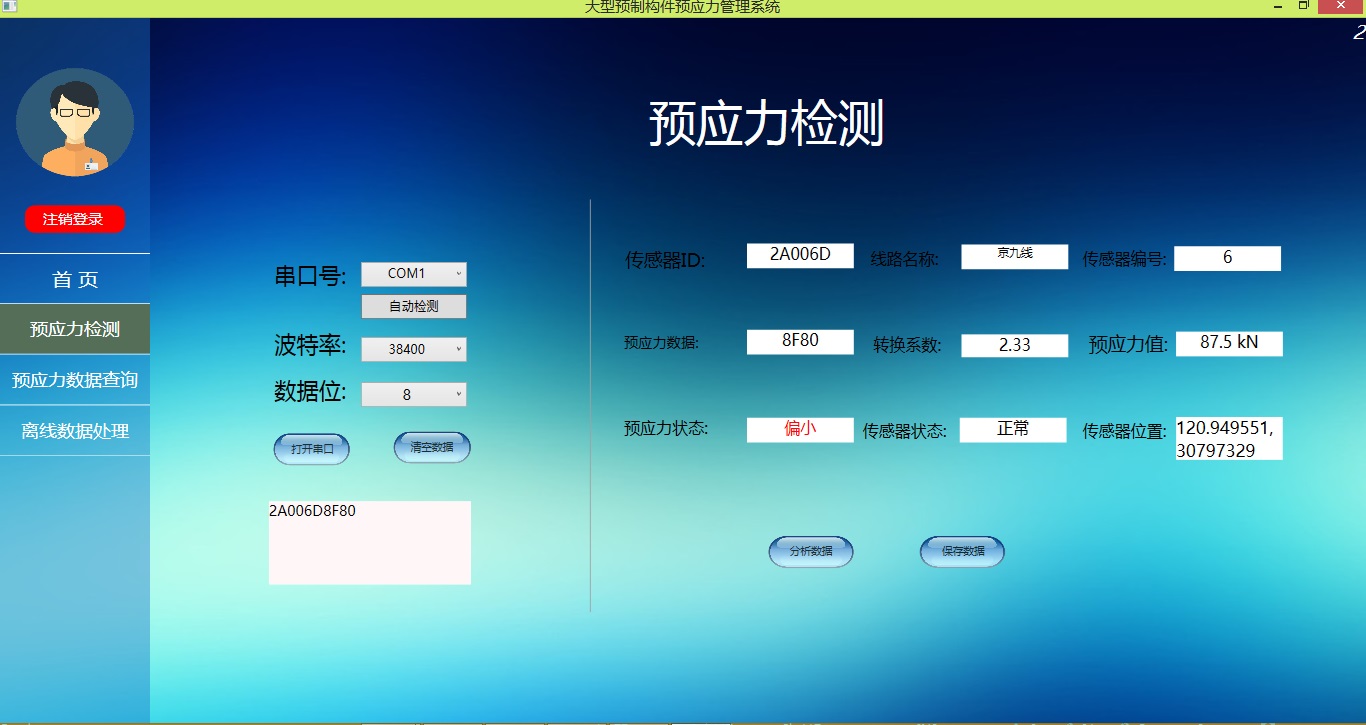 大型预制构件预应力管理系统
2
预应力检测
注销登录
首 页
预应力检测
预应力数据查询
离线数据处理
串口号: COM1
自动检测
波特率: 38400
数据位: 8
打开串口 清空数据
2A006D8F80
传感器ID: 2A006D 线路名称: 京九线 传感器编号: 6
预应力数据: 8F80 转换系数: 2.33 预应力值: 87.5 kN
预应力状态: 偏小 传感器状态: 正常 传感器位置: 120.949551,
30797329
分析数据 保存数据